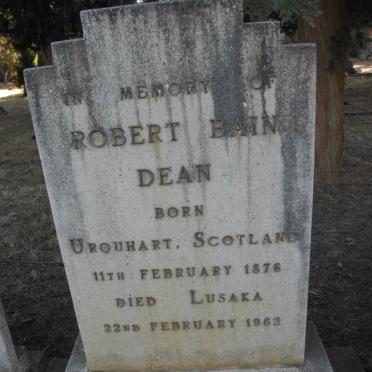 IN MEMORY OF
ROBERT BAIN
DEAN
BORN
URQUHART, SCOTLAND
11TH FEBRUARY 1876
DIED LUSAKA
22ND FEBRUARY 1963